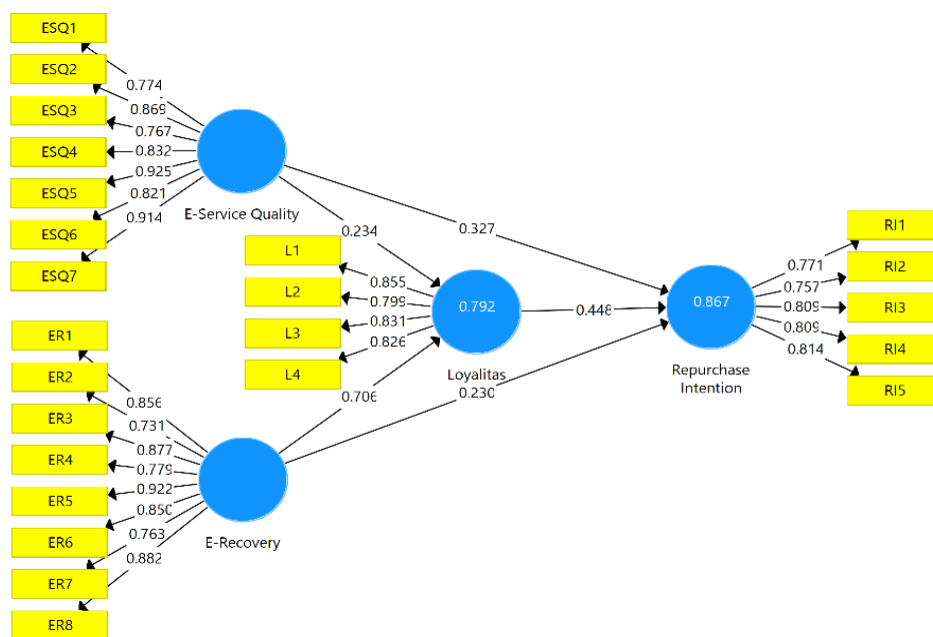 ESQ1
ESQ2
ESQ3
ESQ4
ESQ5
ESQ6
ESQ7
0.774
0.869
0.767
0.832
0.925
0.821
0.914
E-Service Quality
0.234
0.327
L1
L2
L3
L4
0.855
0.799
0.831
0.826
0.792
Loyalitas
0.448
0.706
0.230
0.867
Repurchase
Intention
0.771
0.757
0.809
0.809
0.814
RI1
RI2
RI3
RI4
RI5
ER1
ER2
ER3
ER4
ER5
ER6
ER7
ER8
0.856
0.731
0.877
0.779
0.922
0.850
0.763
0.882
E-Recovery